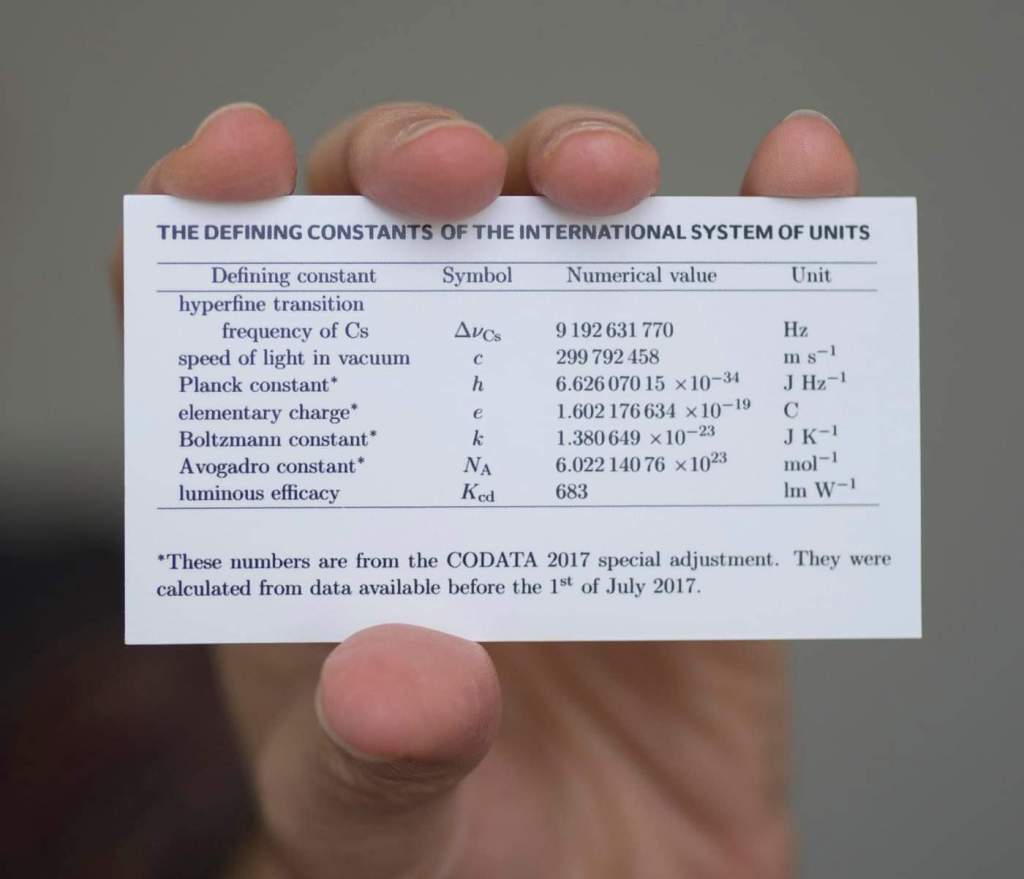 THE DEFINING CONSTANTS OF THE INTERNATIONAL SYSTEM OF UNITS
Defining constant Symbol Numerical value Unit
hyperfine transition
frequency of Cs Δν_Cs 9 192 631 770 Hz
speed of light in vacuum c 299 792 458 m s⁻¹
Planck constant* h 6.626 070 15 ×10⁻³⁴ J Hz⁻¹
elementary charge* e 1.602 176 634 ×10⁻¹⁹ C
Boltzmann constant* k 1.380 649 ×10⁻²³ J K⁻¹
Avogadro constant* N_A 6.022 140 76 ×10²³ mol⁻¹
luminous efficacy K_cd 683 lm W⁻¹
*These numbers are from the CODATA 2017 special adjustment. They were
calculated from data available before the 1ˢᵗ of July 2017.